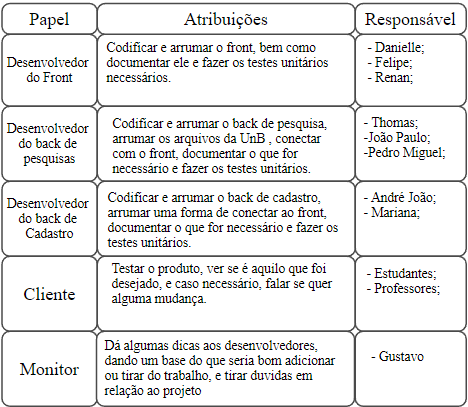 Papel
Atribuições
Responsável
Desenvolvedor
do Front
Codificar e arrumar o front, bem como
documentar ele e fazer os testes unitários
necessários.
- Danielle;
- Felipe;
- Renan;
Desenvolvedor
do back de
pesquisas
Codificar e arrumar o back de pesquisa,
arrumar os arquivos da UnB , conectar
com o front, documentar o que for
necessário e fazer os testes unitários.
- Thomas;
-João Paulo;
-Pedro Miguel;
Desenvolvedor
do back de
Cadastro
Codificar e arrumar o back de cadastro,
arrumar uma forma de conectar ao front,
documentar o que for necessário e fazer os
testes unitários.
- André João;
- Mariana;
Cliente
Testar o produto, ver se é aquilo que foi
desejado, e caso necessário, falar se quer
alguma mudança.
- Estudantes;
- Professores;
Monitor
Dá algumas dicas aos desenvolvedores,
dando um base do que seria bom adicionar
ou tirar do trabalho, e tirar duvidas em
relação ao projeto
- Gustavo